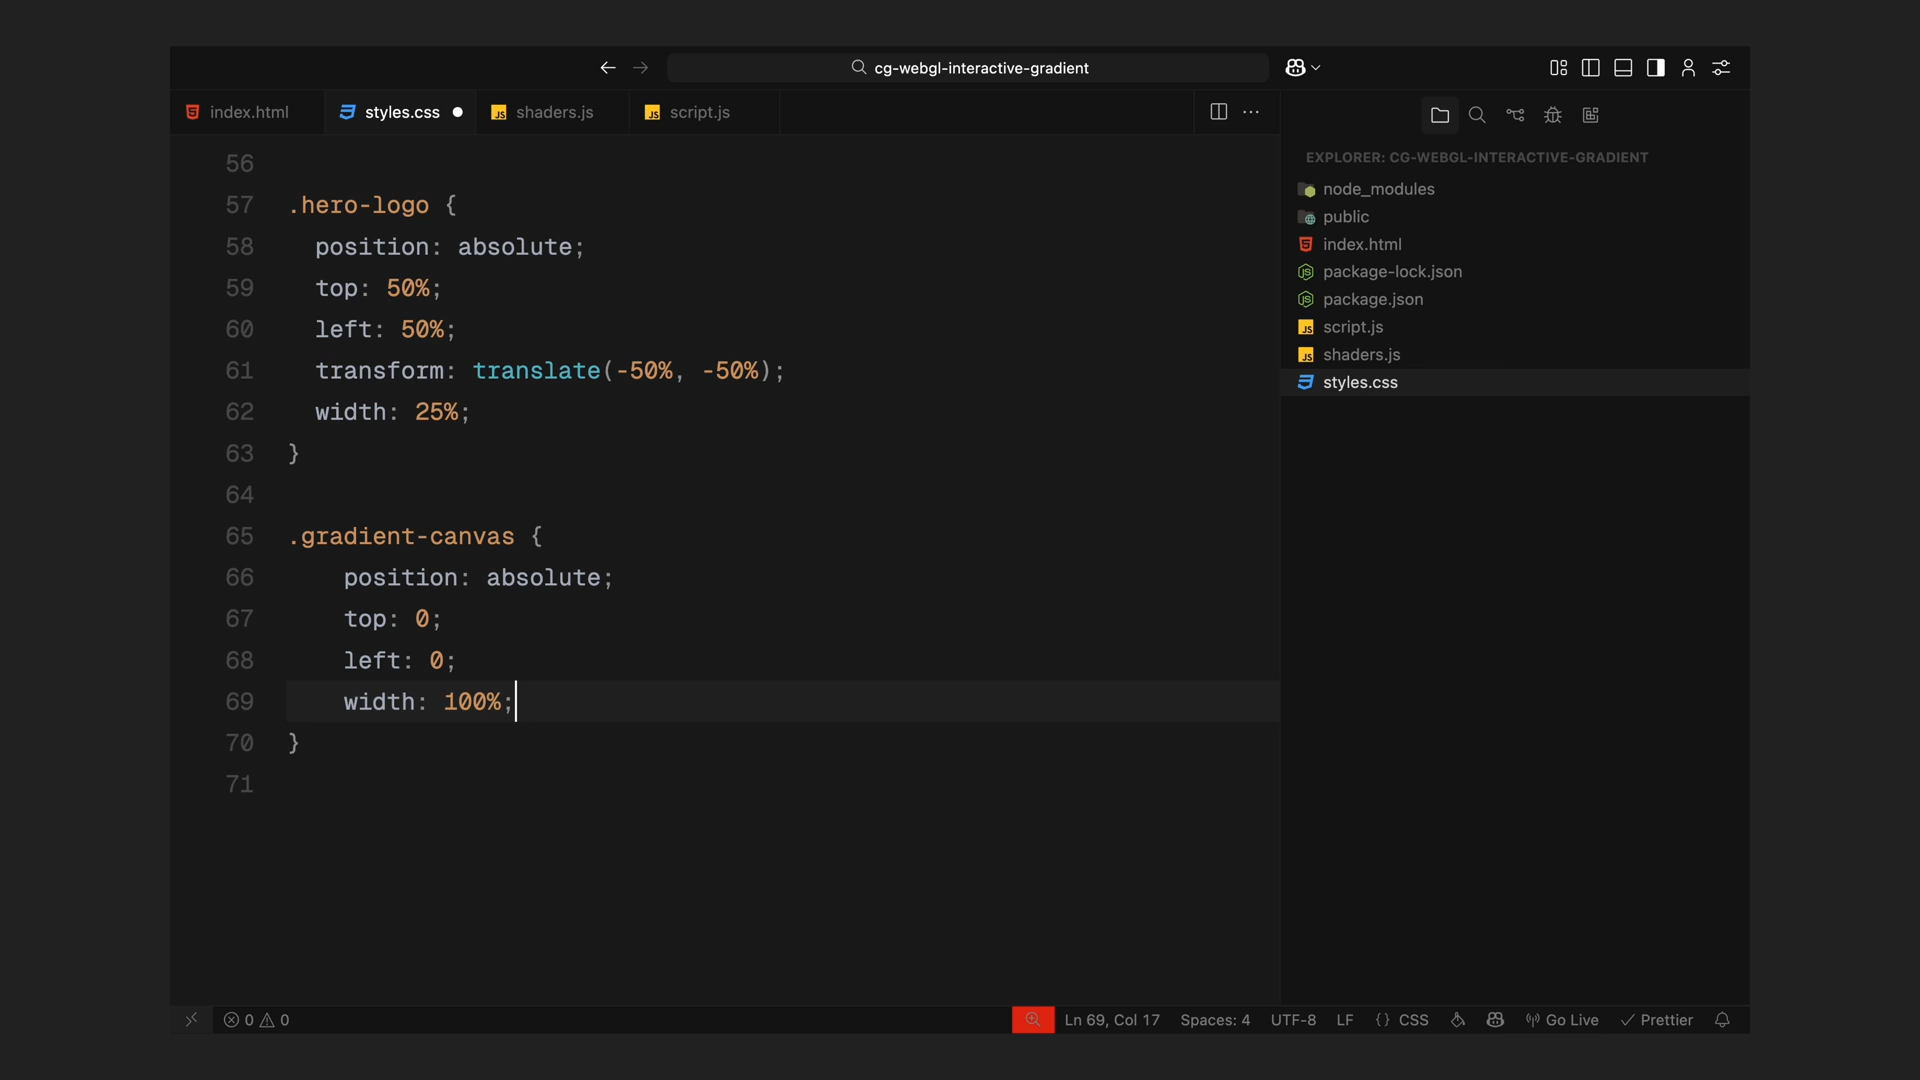 cg-webgl-interactive-gradient
index.html
styles.css
shaders.js
script.js
56
57 .hero-logo {
58 position: absolute;
59 top: 50%;
60 left: 50%;
61 transform: translate(-50%, -50%);
62 width: 25%;
63 }
64
65 .gradient-canvas {
66 position: absolute;
67 top: 0;
68 left: 0;
69 width: 100%;
70 }
71
EXPLORER: CG-WEBGL-INTERACTIVE-GRADIENT
node_modules
public
index.html
package-lock.json
package.json
script.js
shaders.js
styles.css
0 0 Ln 69, Col 17 Spaces: 4 UTF-8 LF {} CSS Go Live Prettier